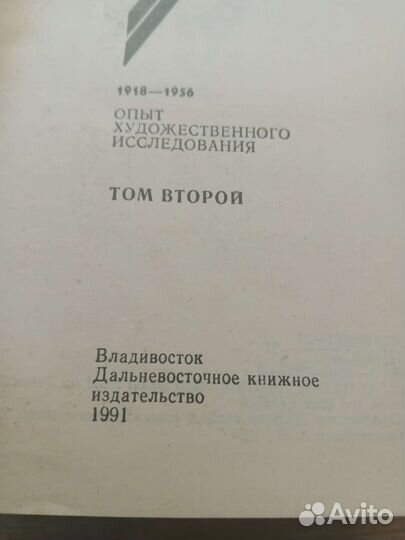 1918—1956
ОПЫТ
ХУДОЖЕСТВЕННОГО
ИССЛЕДОВАНИЯ
ТОМ ВТОРОЙ
Владивосток
Дальневосточное книжное
издательство
1991
Avito